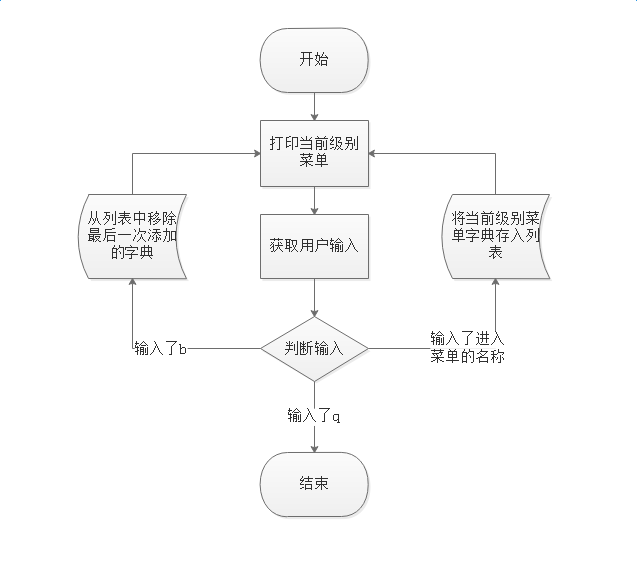 开始
打印当前级别
菜单
从列表中移除
最后一次添加
的字典
获取用户输入
将当前级别菜
单字典存入列
表
输入了b
判断输入
输入了进入
菜单的名称
输入了q
结束